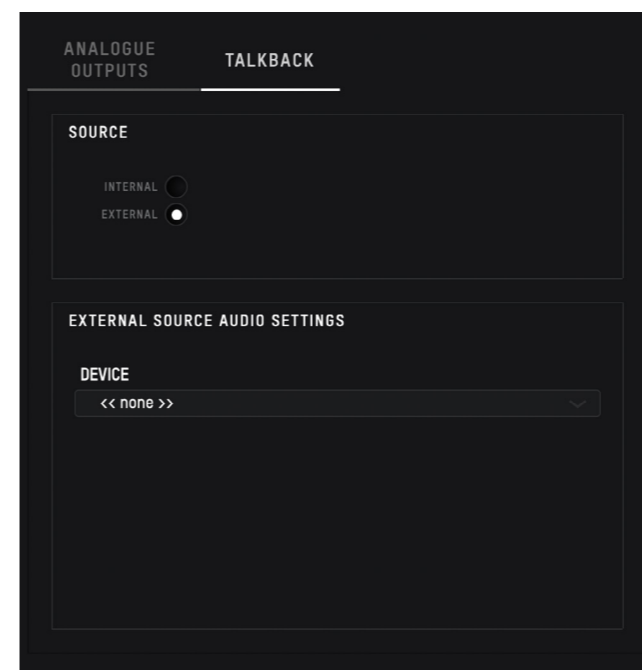 ANALOGUE
OUTPUTS
TALKBACK
SOURCE
INTERNAL
EXTERNAL
EXTERNAL SOURCE AUDIO SETTINGS
DEVICE
<< none >>